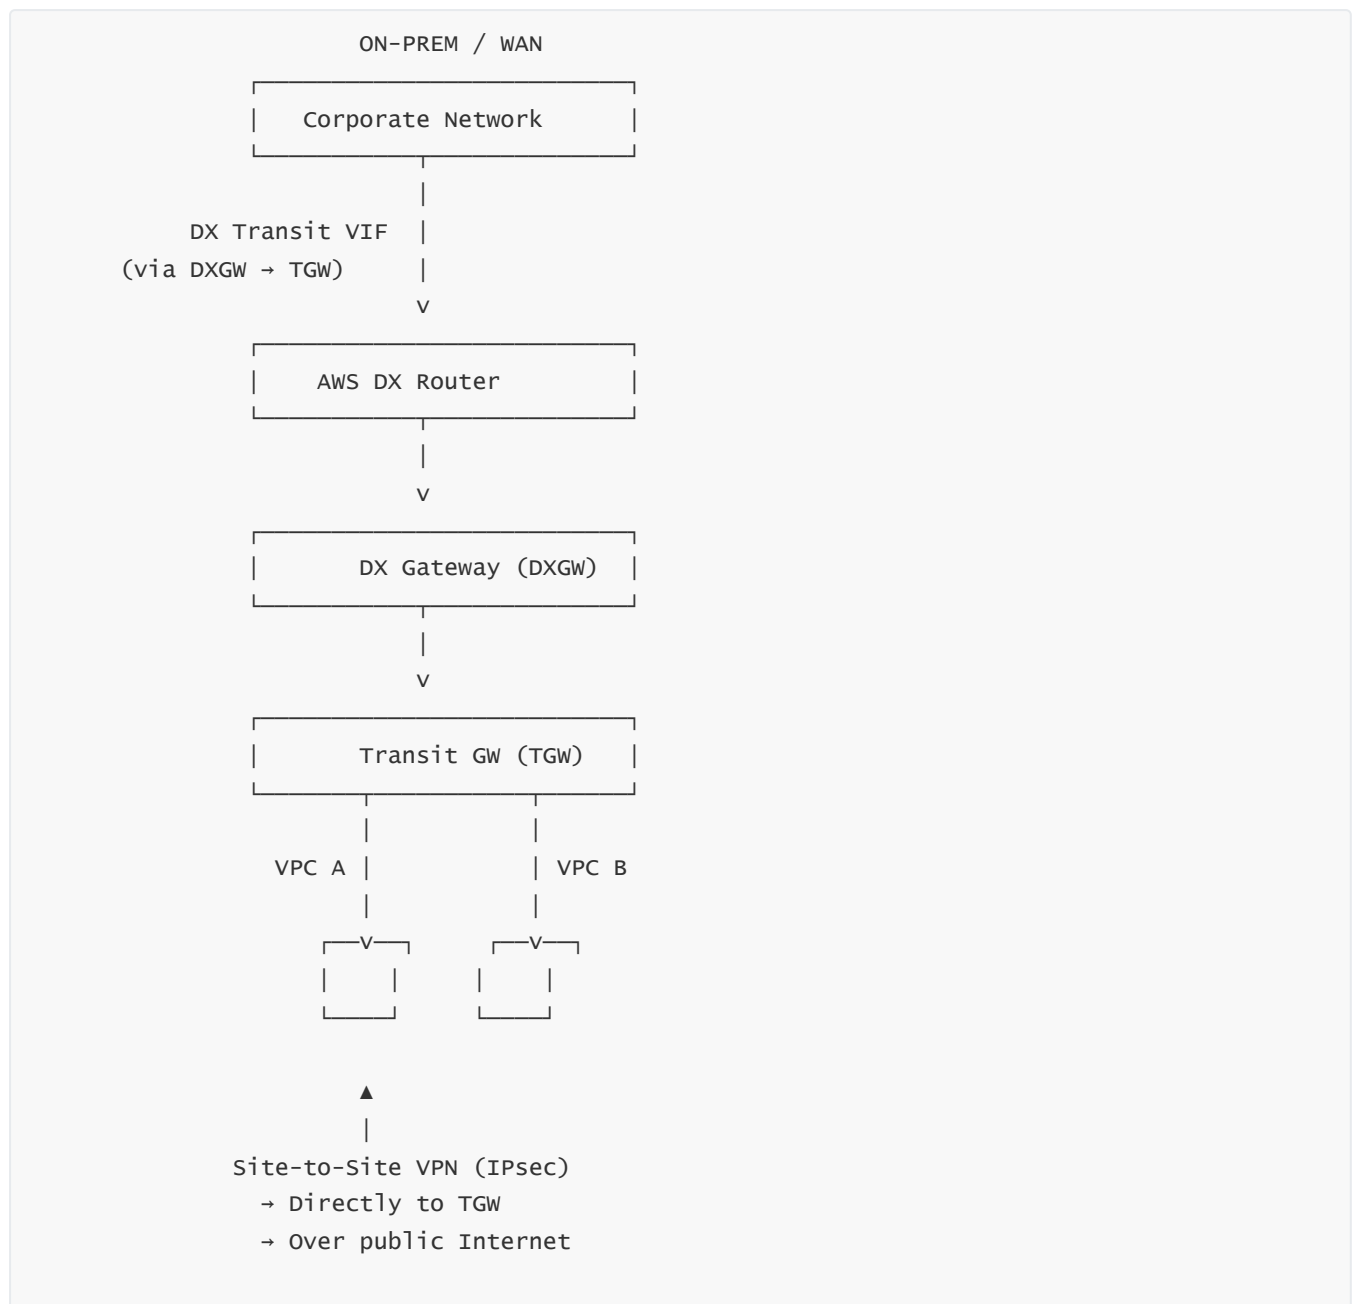 ON-PREM / WAN
Corporate Network
DX Transit VIF
(via DXGW → TGW)
v
AWS DX Router
v
DX Gateway (DXGW)
v
Transit GW (TGW)
VPC A VPC B
v v
Site-to-Site VPN (IPsec)
→ Directly to TGW
→ Over public Internet